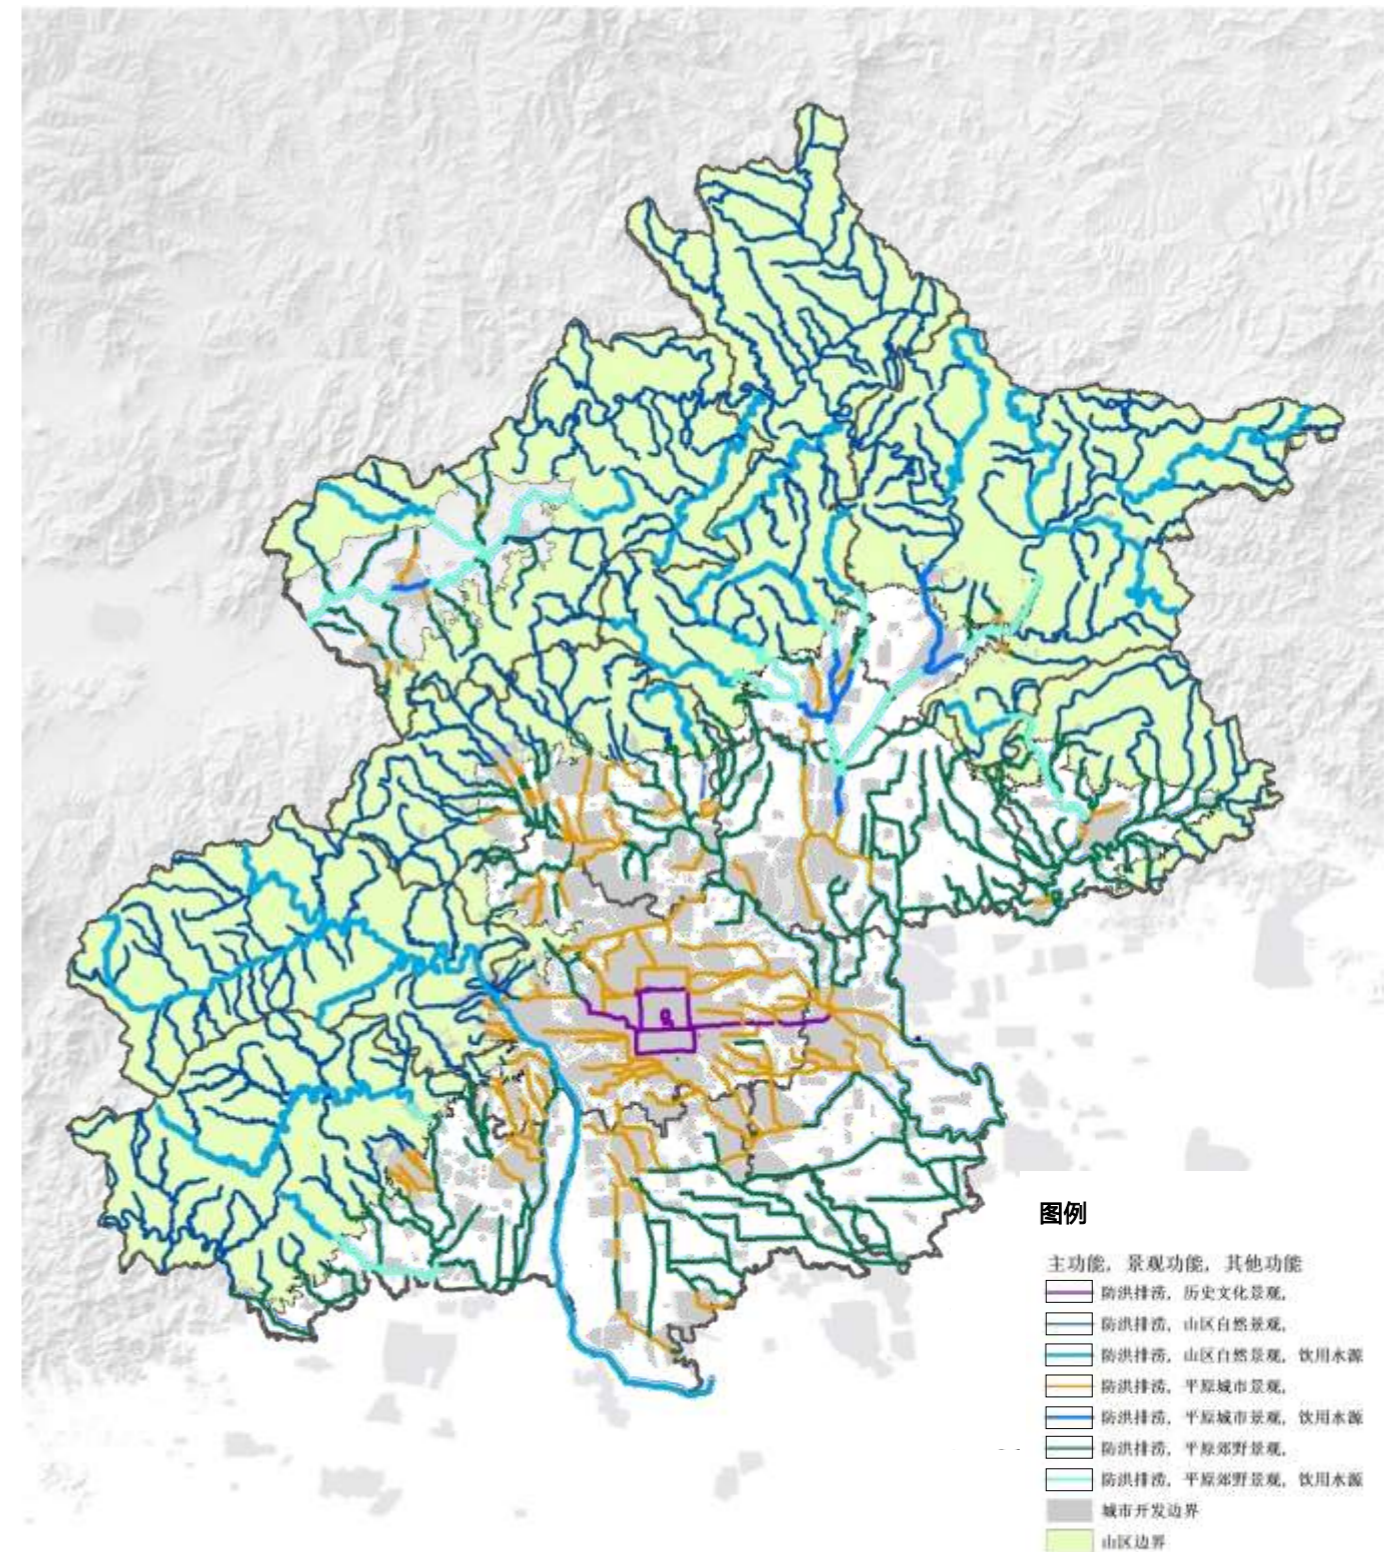 图例
主功能，景观功能，其他功能
防洪排涝，历史文化景观，
防洪排涝，山区自然景观，
防洪排涝，山区自然景观，饮用水源
防洪排涝，平原城市景观，
防洪排涝，平原城市景观，饮用水源
防洪排涝，平原郊野景观，
防洪排涝，平原郊野景观，饮用水源
城市开发边界
山区边界